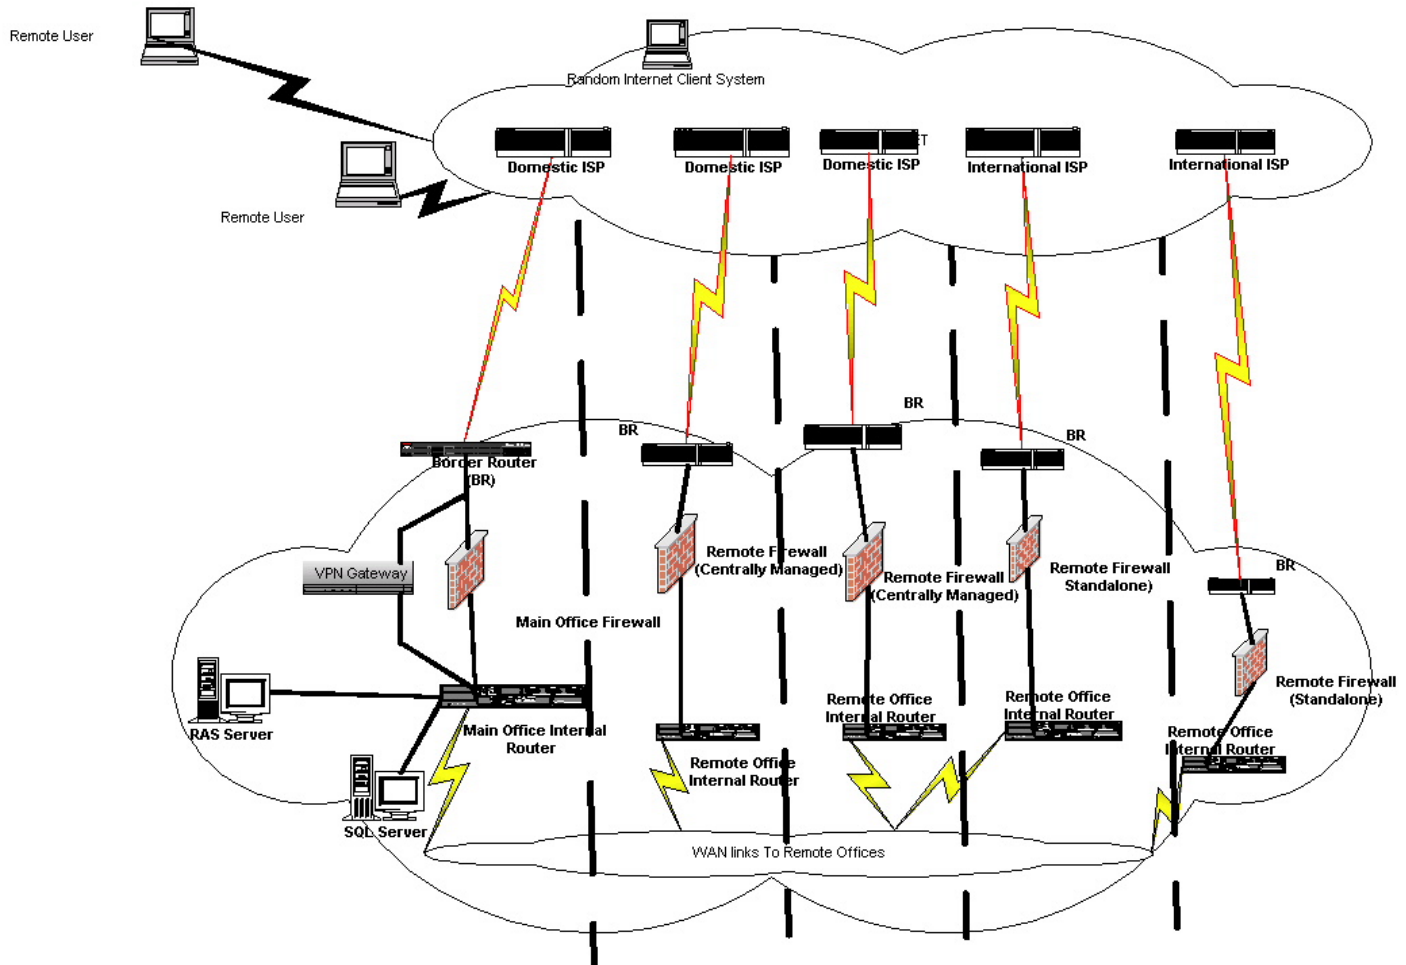 Remote User
Random Internet Client System
ET
Domestic ISP
Domestic ISP
Domestic ISP
International ISP
International ISP
Remote User
BR
BR
BR
Border Router
(BR)
VPN Gateway
Remote Firewall
(Centrally Managed)
Remote Firewall
(Centrally Managed)
Remote Firewall
Standalone)
BR
Main Office Firewall
Remote Firewall
(Standalone)
RAS Server
Main Office Internal
Router
Remote Office
Internal Router
Remote Office
Internal Router
Remote Office
Internal Router
Remote Office
Internal Router
SQL Server
WAN links To Remote Offices